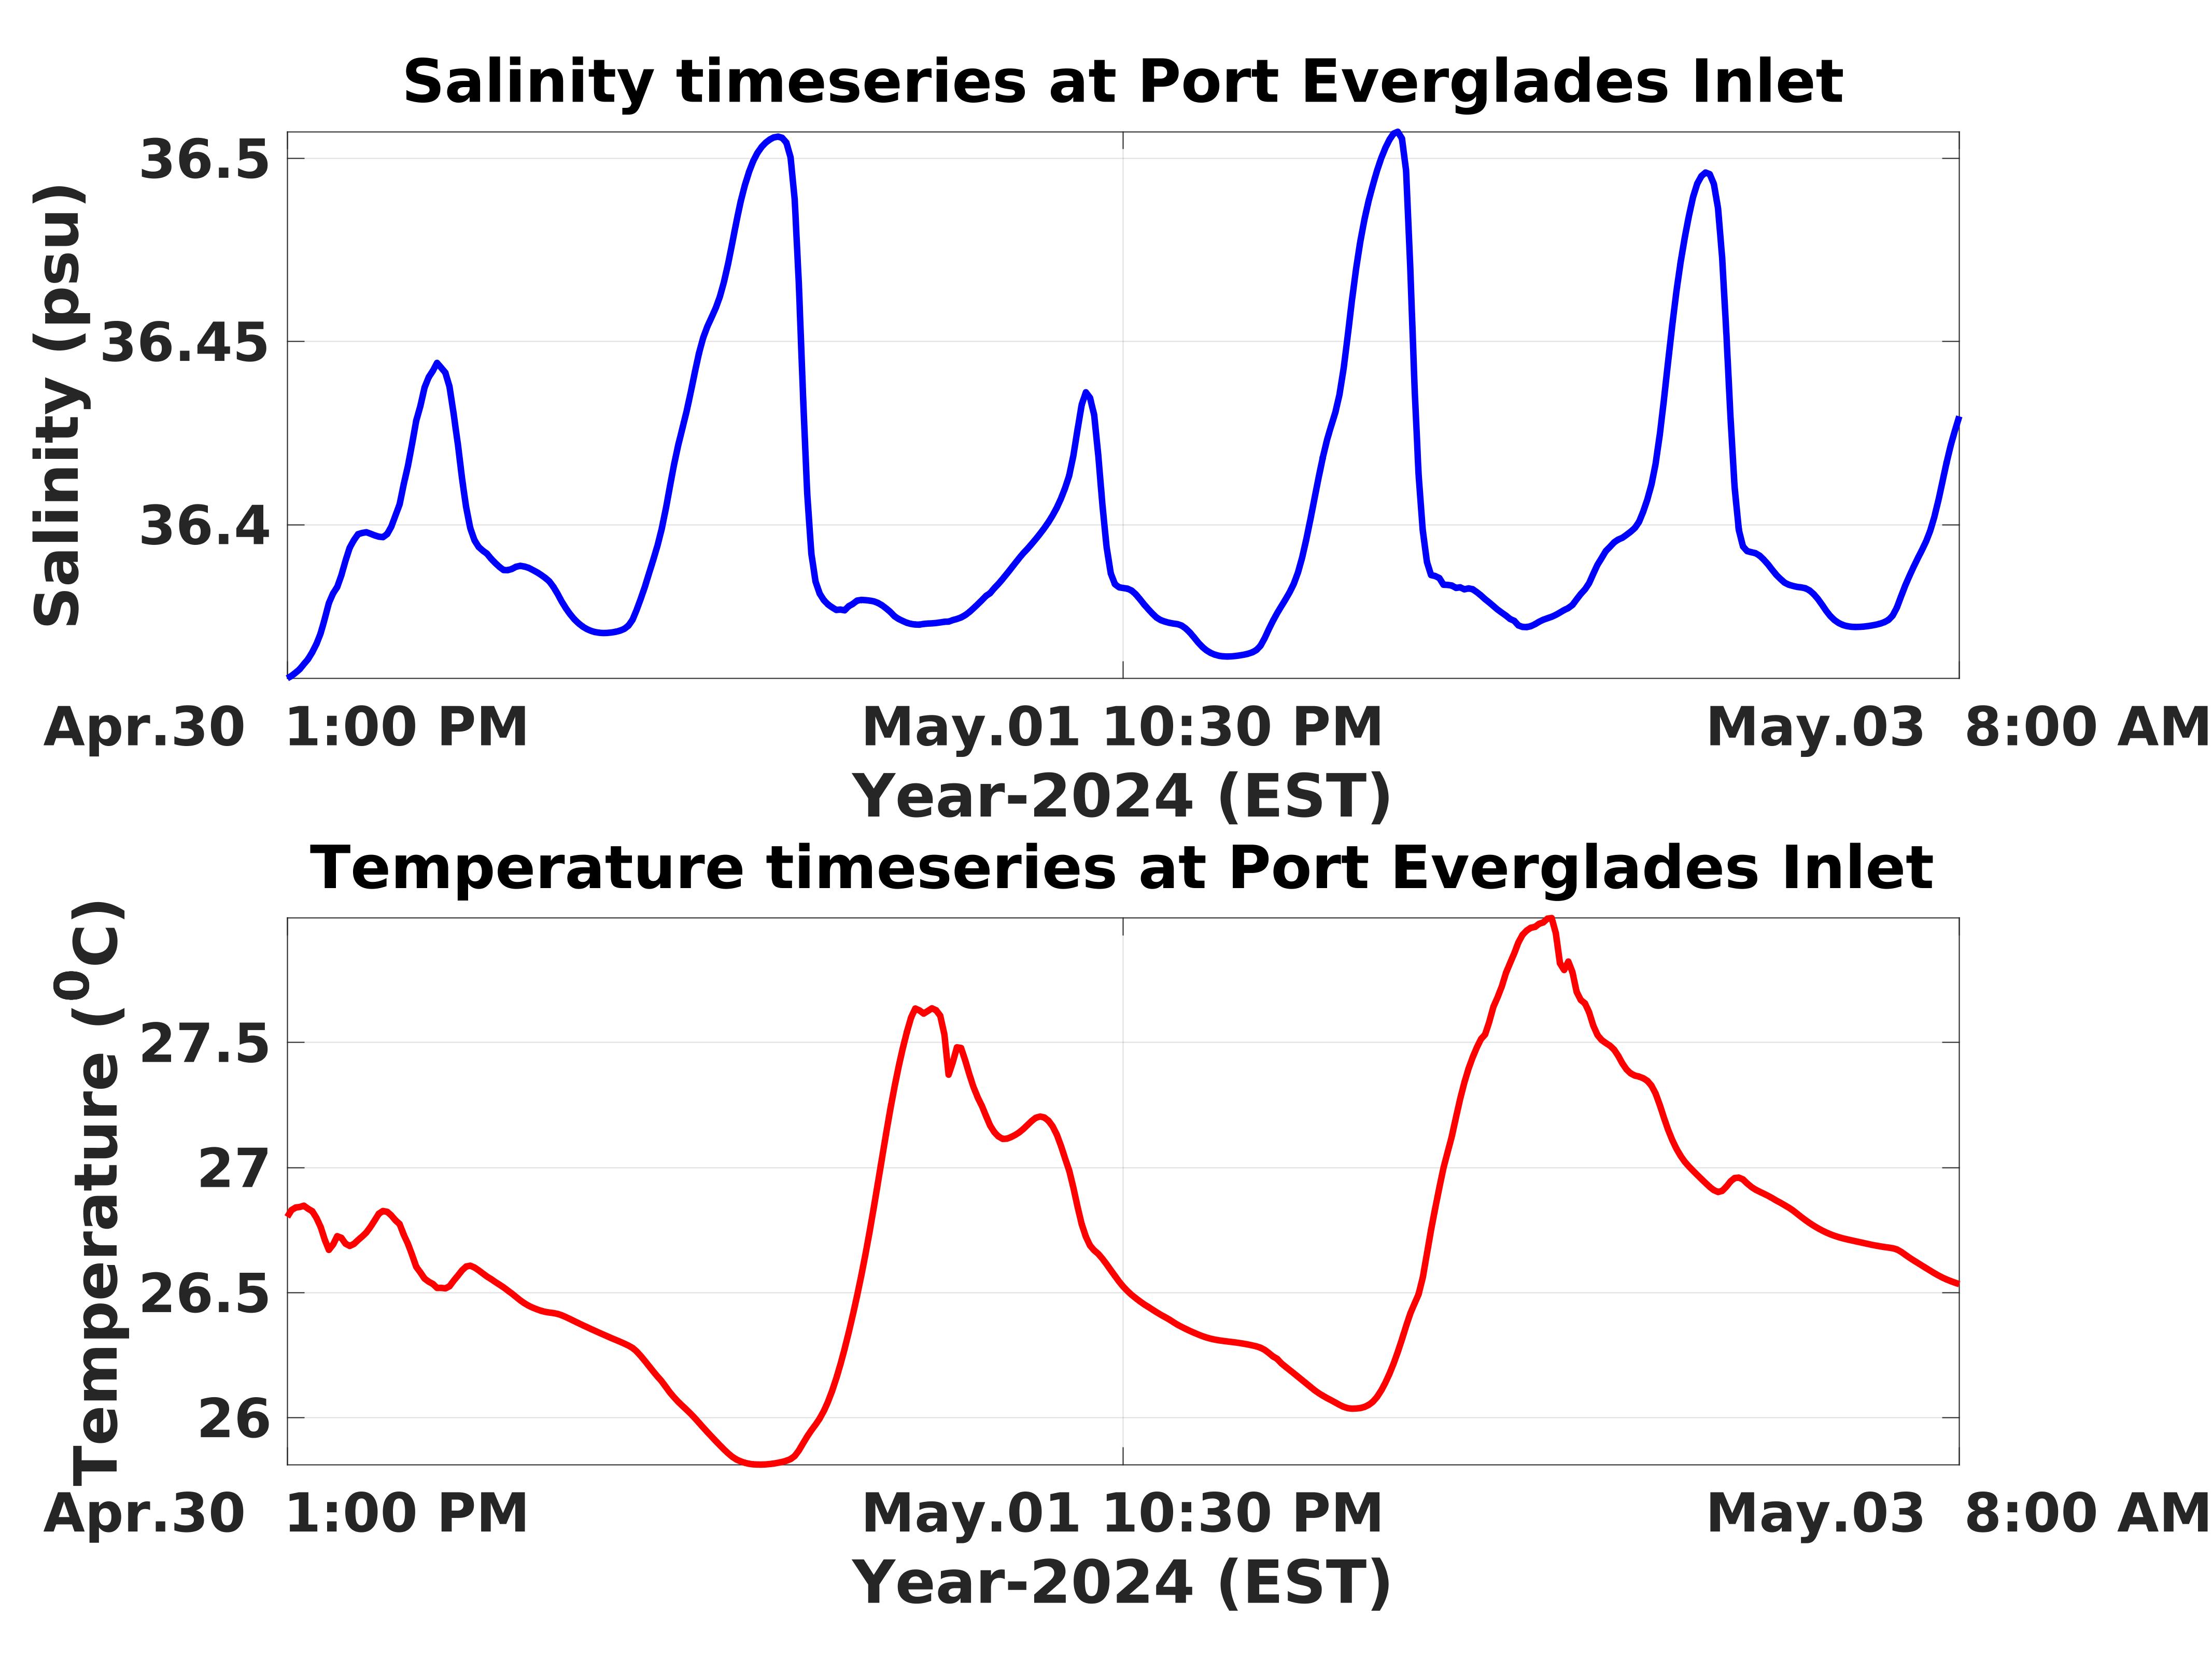 Salinity timeseries at Port Everglades Inlet
Salinity (psu)
36.5
36.45
36.4
Apr.30  1:00 PM
May.01 10:30 PM
May.03  8:00 AM
Year-2024 (EST)
Temperature timeseries at Port Everglades Inlet
Temperature (⁰C)
27.5
27
26.5
26
Apr.30  1:00 PM
May.01 10:30 PM
May.03  8:00 AM
Year-2024 (EST)